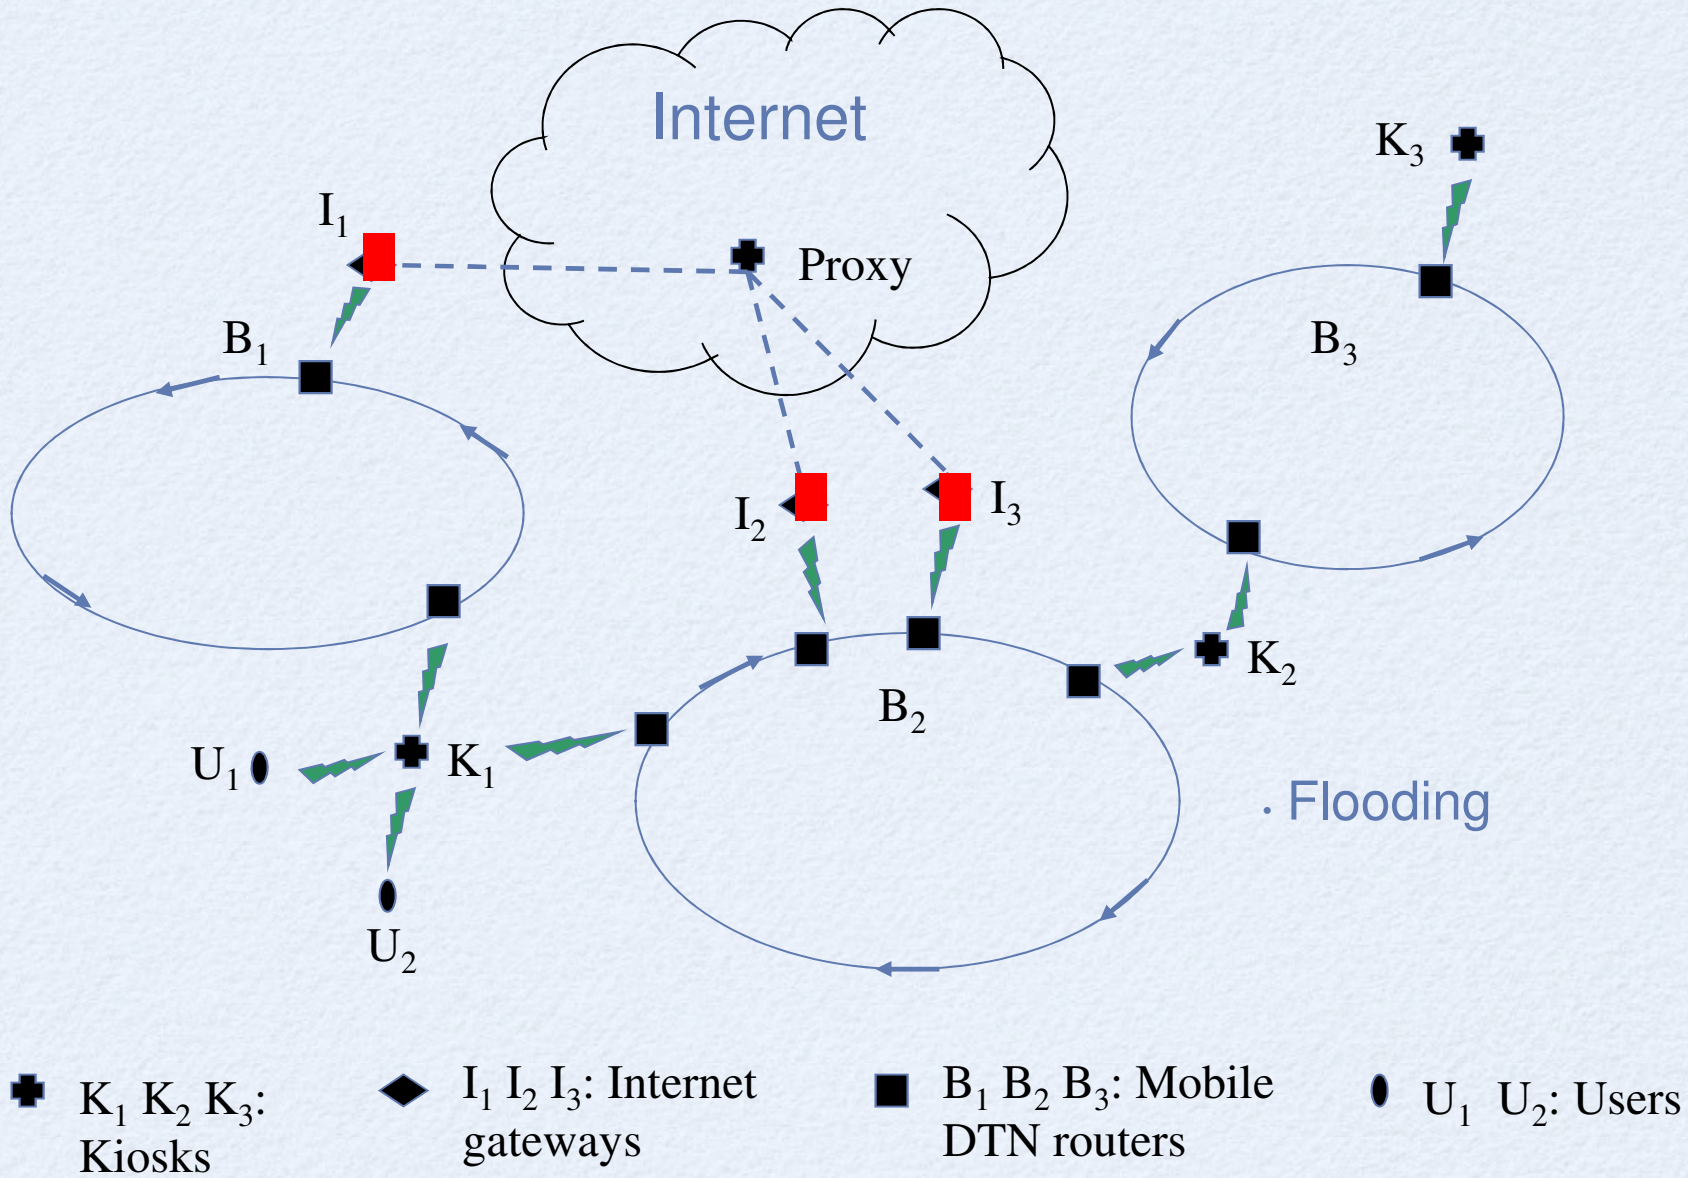 Internet
K3
I1
Proxy
B1
B3
I2
I3
K2
B2
U1
K1
. Flooding
U2
K1 K2 K3:
Kiosks
I1 I2 I3: Internet
gateways
B1 B2 B3: Mobile
DTN routers
U1 U2: Users